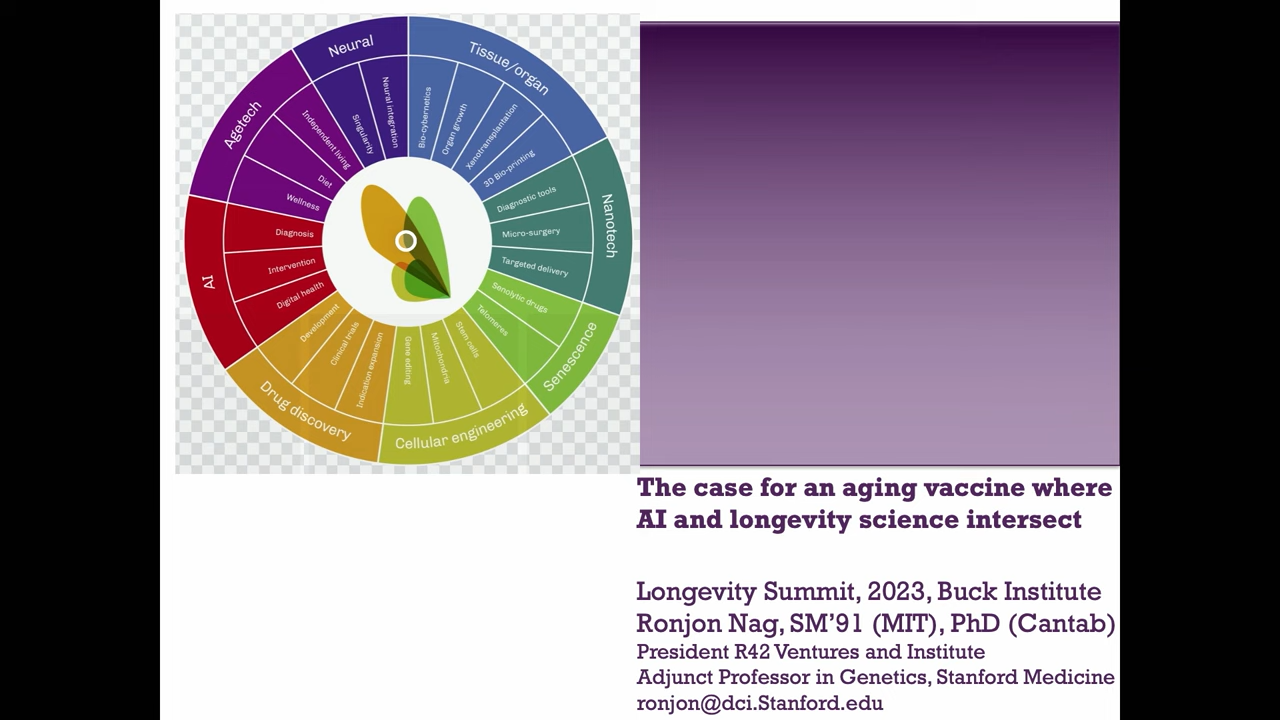 Neural
Singularity
Neural integration
Tissue/organ
Bio-cybernetics
Organ growth
Xenotransplantation
3D Bio-printing
Nanotech
Diagnostic tools
Micro-surgery
Targeted delivery
Senescence
Senolytic drugs
Telomeres
Cellular engineering
Stem cells
Mitochondria
Gene editing
Drug discovery
Indication expansion
Clinical trials
Development
AI
Digital health
Intervention
Diagnosis
Agetech
Wellness
Diet
Independent living
The case for an aging vaccine where
AI and longevity science intersect
Longevity Summit, 2023, Buck Institute
Ronjon Nag, SM’91 (MIT), PhD (Cantab)
President R42 Ventures and Institute
Adjunct Professor in Genetics, Stanford Medicine
ronjon@dci.Stanford.edu